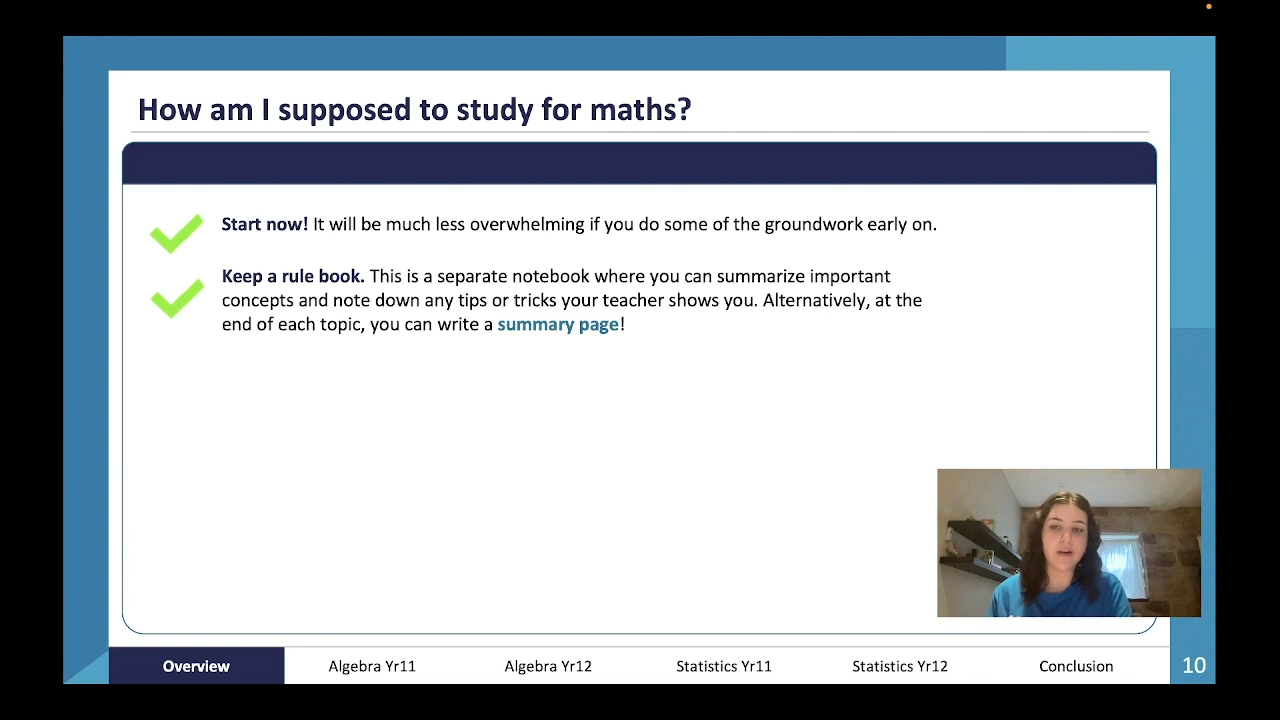 How am I supposed to study for maths?
Start now! It will be much less overwhelming if you do some of the groundwork early on.
Keep a rule book. This is a separate notebook where you can summarize important
concepts and note down any tips or tricks your teacher shows you. Alternatively, at the
end of each topic, you can write a summary page!
Overview
Algebra Yr11
Algebra Yr12
Statistics Yr11
Statistics Yr12
Conclusion
10